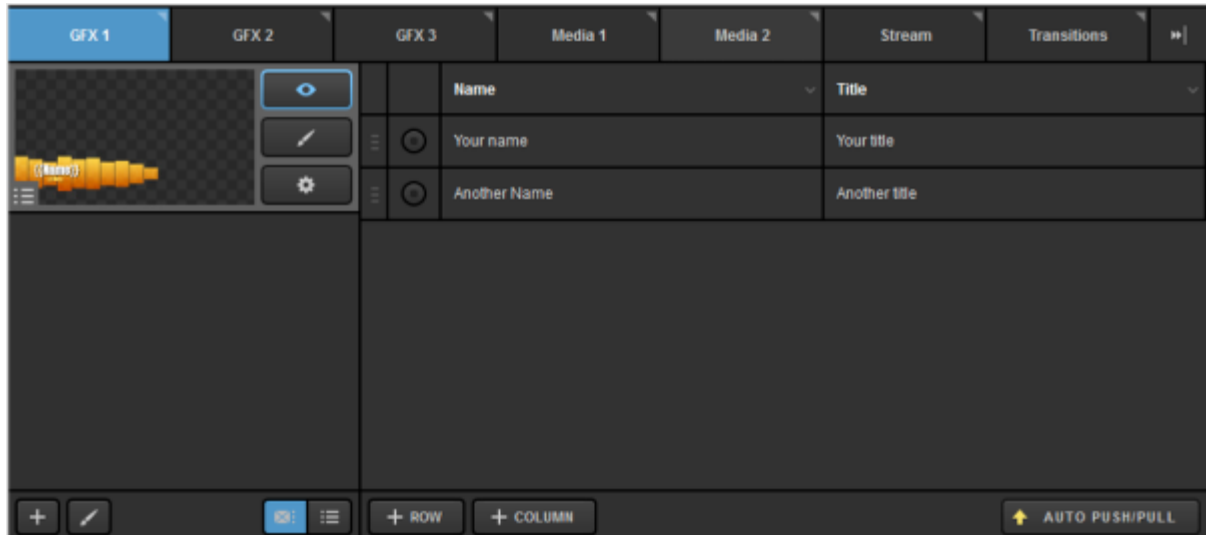 GFX 1 GFX 2 GFX 3 Media 1 Media 2 Stream Transitions
Name Title
Your name Your title
{{Name}}
Another Name Another title
+ ROW + COLUMN AUTO PUSH/PULL